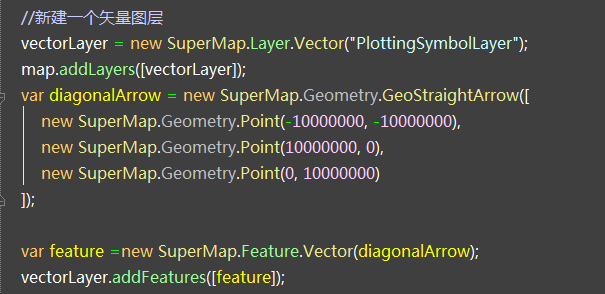 //新建一个矢量图层
vectorLayer = new SuperMap.Layer.Vector("PlottingSymbolLayer");
map.addLayers([vectorLayer]);
var diagonalArrow = new SuperMap.Geometry.GeoStraightArrow([
new SuperMap.Geometry.Point(-10000000, -10000000),
new SuperMap.Geometry.Point(10000000, 0),
new SuperMap.Geometry.Point(0, 10000000)
]);
var feature =new SuperMap.Feature.Vector(diagonalArrow);
vectorLayer.addFeatures([feature]);